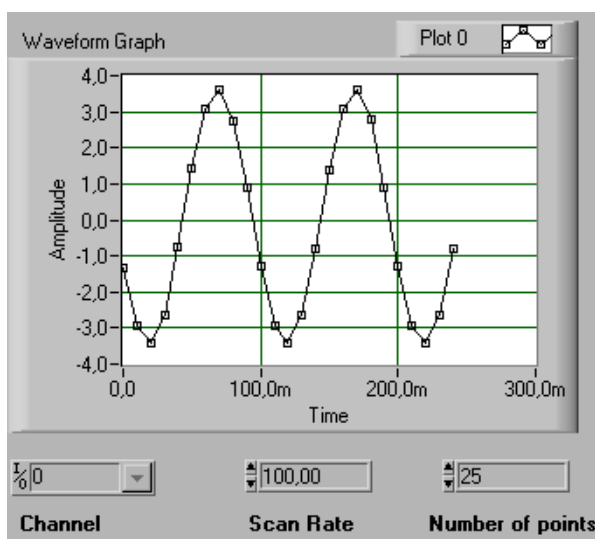 Waveform Graph
Plot 0
Amplitude
4,0
3,0
2,0
1,0
0,0
-1,0
-2,0
-3,0
-4,0
0,0 100,0m 200,0m 300,0m
Time
I/O 0 100,00 25
Channel Scan Rate Number of points